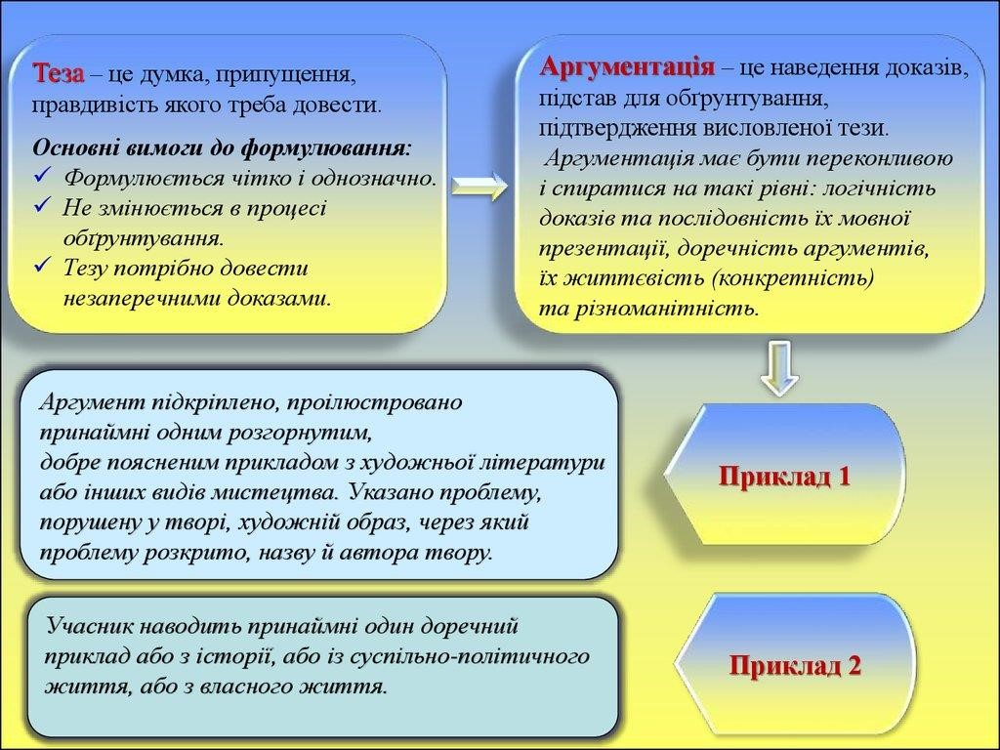 Теза – це думка, припущення,
правдивість якого треба довести.
Основні вимоги до формулювання:
✓ Формулюється чітко і однозначно.
✓ Не змінюється в процесі
обґрунтування.
✓ Тезу потрібно довести
незаперечними доказами.
Аргументація – це наведення доказів,
підстав для обґрунтування,
підтвердження висловленої тези.
Аргументація має бути переконливою
і спиратися на такі рівні: логічність
доказів та послідовність їх мовної
презентації, доречність аргументів,
їх життєвість (конкретність)
та різноманітність.
Аргумент підкріплено, проілюстровано
принаймні одним розгорнутим,
добре поясненим прикладом з художньої літератури
або інших видів мистецтва. Указано проблему,
порушену у творі, художній образ, через який
проблему розкрито, назву й автора твору.
Приклад 1
Учасник наводить принаймні один доречний
приклад або з історії, або із суспільно-політичного
життя, або з власного життя.
Приклад 2